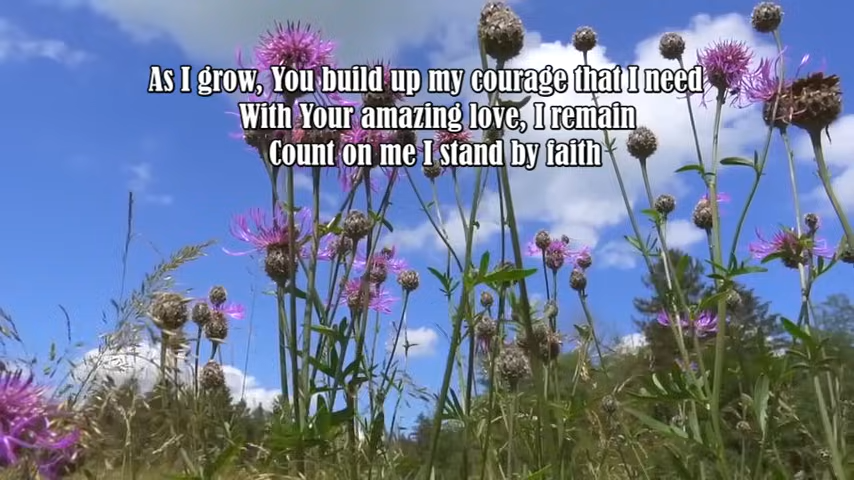 As I grow, You build up my courage that I need
With Your amazing love, I remain
Count on me I stand by faith